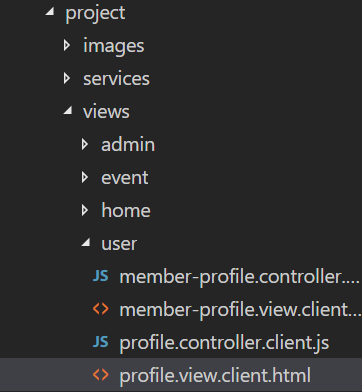 project
images
services
views
admin
event
home
user
JS member-profile.controller....
<> member-profile.view.client...
JS profile.controller.client.js
<> profile.view.client.html